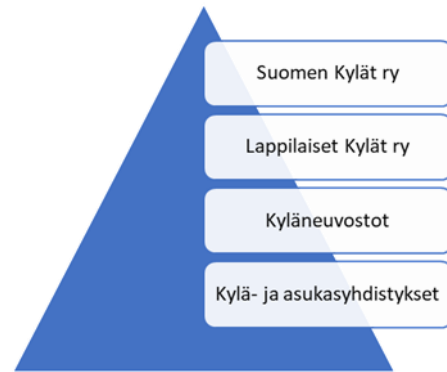 Suomen Kylät ry
Lappilaiset Kylät ry
Kyläneuvostot
Kylä- ja asukasyhdistykset